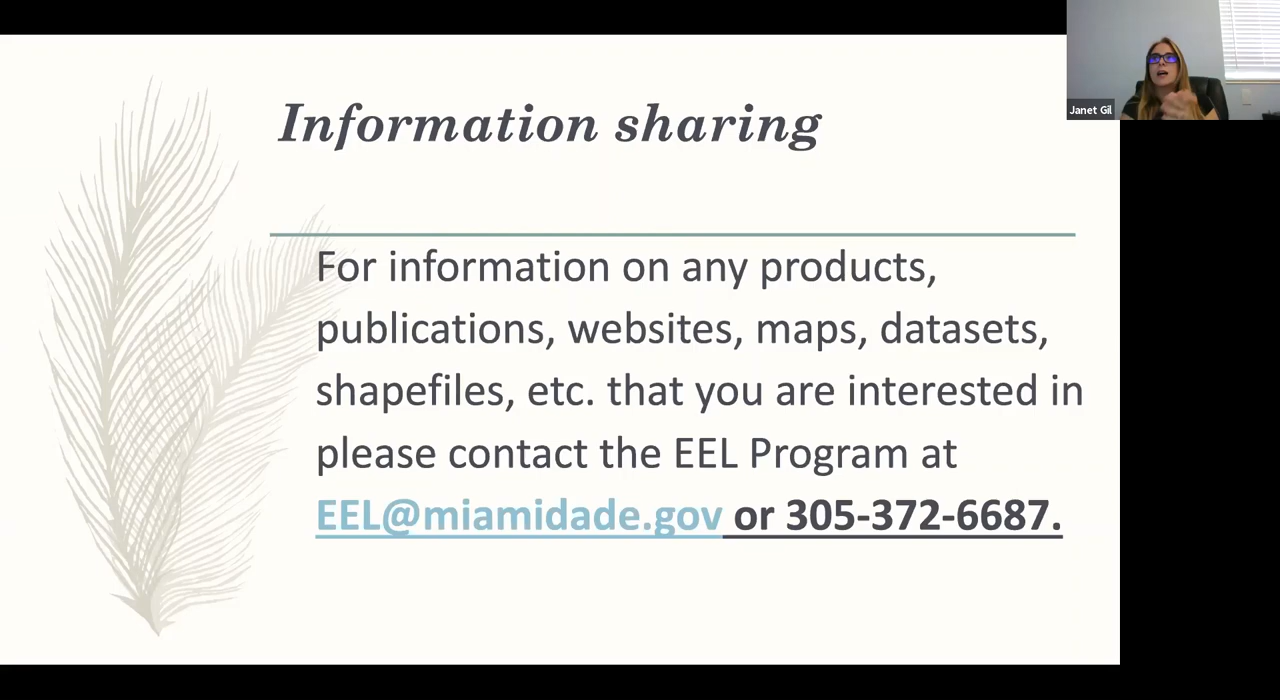 Information sharing
For information on any products,
publications, websites, maps, datasets,
shapefiles, etc. that you are interested in
please contact the EEL Program at
EEL@miamidade.gov or 305-372-6687.
Janet Gil